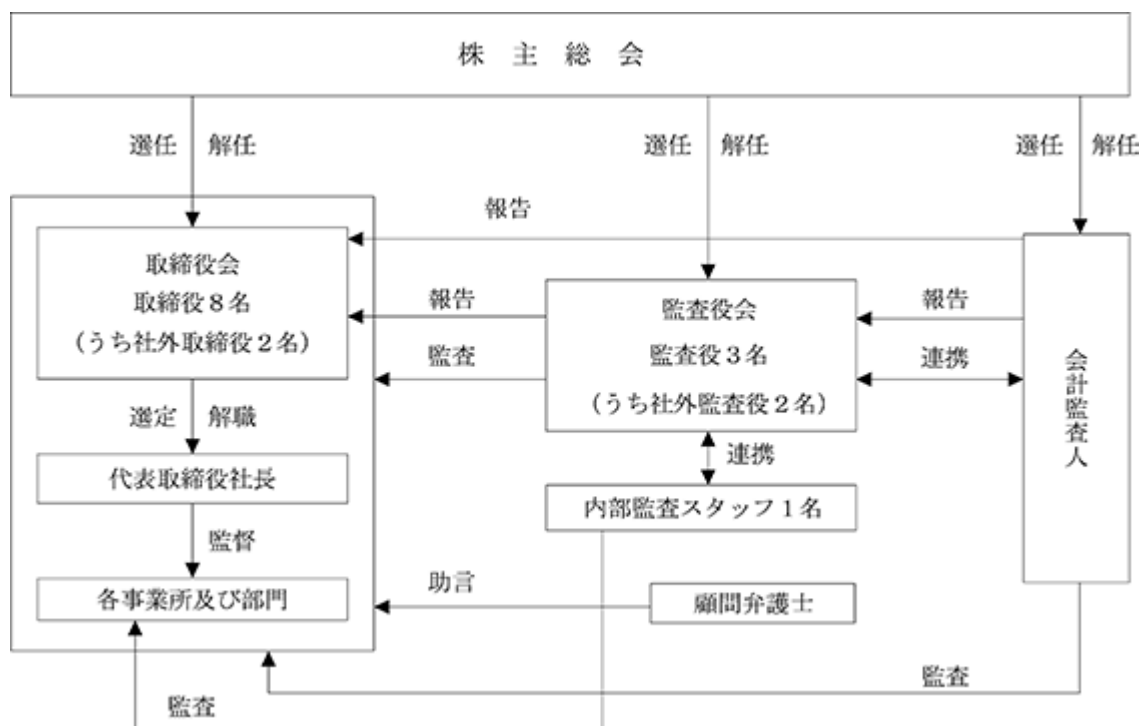 株主総会
選任 解任
選任 解任
選任 解任
報告
取締役会
取締役8名
(うち社外取締役2名)
報告
監査
監査役会
監査役3名
(うち社外監査役2名)
報告
連携
会計監査人
選定 解職
代表取締役社長
連携
内部監査スタッフ1名
監督
各事業所及び部門
助言
顧問弁護士
監査
監査